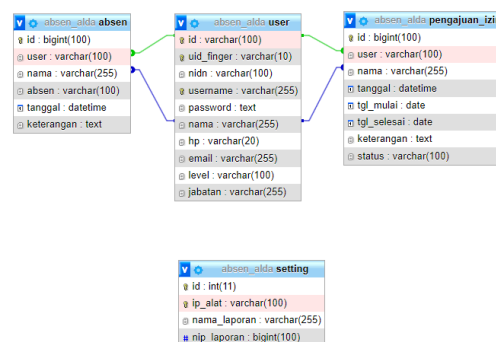 absen_alda absen
id : bigint(100)
user : varchar(100)
nama : varchar(255)
absen : varchar(100)
tanggal : datetime
keterangan : text
absen_alda user
id : varchar(100)
uid_finger : varchar(10)
nidn : varchar(100)
username : varchar(255)
password : text
nama : varchar(255)
hp : varchar(20)
email : varchar(255)
level : varchar(100)
jabatan : varchar(255)
absen_alda pengajuan_izi
id : bigint(100)
user : varchar(100)
nama : varchar(255)
tanggal : datetime
tgl_mulai : date
tgl_selesai : date
keterangan : text
status : varchar(100)
absen_alda setting
id : int(11)
ip_alat : varchar(100)
nama_laporan : varchar(255)
# nip_laporan : bigint(100)